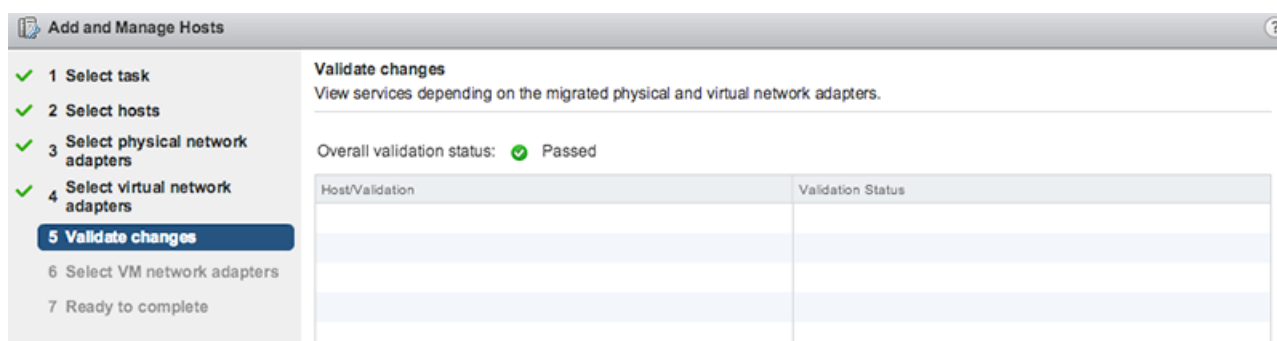 Add and Manage Hosts
?
1 Select task
2 Select hosts
3 Select physical network
adapters
4 Select virtual network
adapters
5 Validate changes
6 Select VM network adapters
7 Ready to complete
Validate changes
View services depending on the migrated physical and virtual network adapters.
Overall validation status: Passed
Host/Validation Validation Status